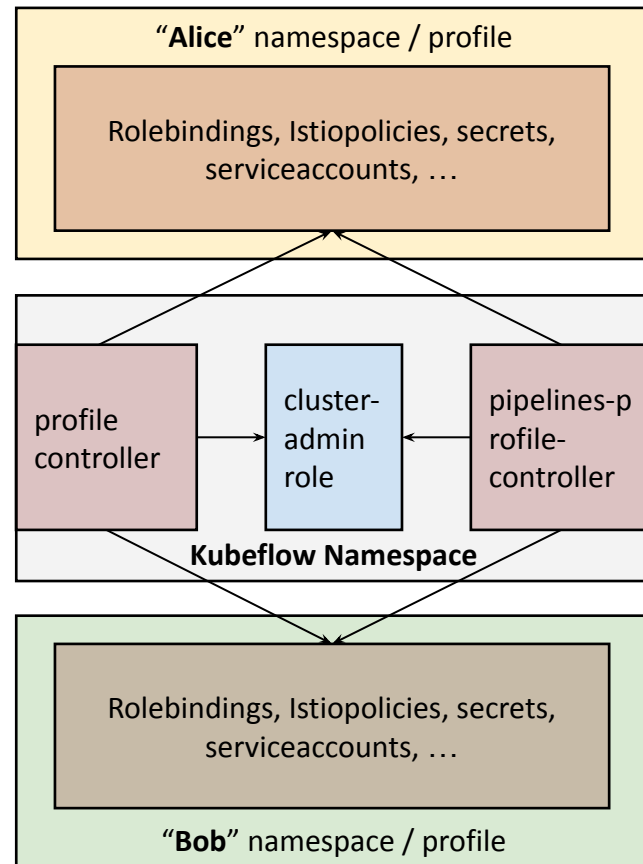 “Alice” namespace / profile
Rolebindings, Istiopolicies, secrets,
serviceaccounts, …
profile
controller
cluster-
admin
role
pipelines-p
rofile-
controller
Kubeflow Namespace
Rolebindings, Istiopolicies, secrets,
serviceaccounts, …
“Bob” namespace / profile